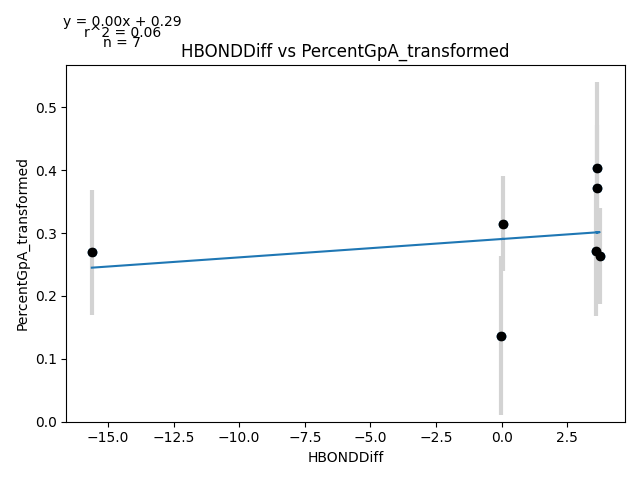 y = 0.00x + 0.29
r^2 = 0.06
n = 7
HBONDDiff vs PercentGpA_transformed
PercentGpA_transformed
0.5
0.4
0.3
0.2
0.1
0.0
−15.0 −12.5 −10.0 −7.5 −5.0 −2.5 0.0 2.5
HBONDDiff